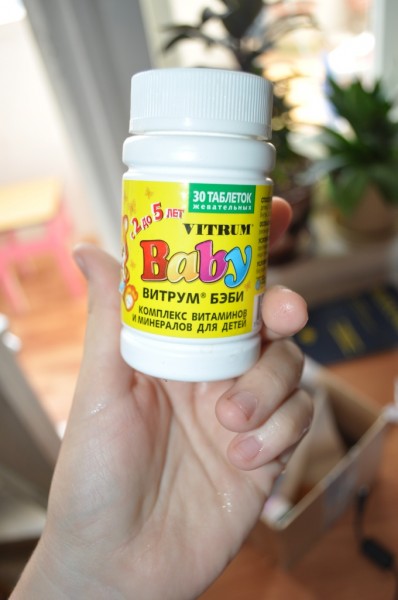 30 ТАБЛЕТОК
жевательных
с 2 до 5 лет
VITRUM
Baby
ВИТРУМ® БЭБИ
КОМПЛЕКС ВИТАМИНОВ
И МИНЕРАЛОВ ДЛЯ ДЕТЕЙ